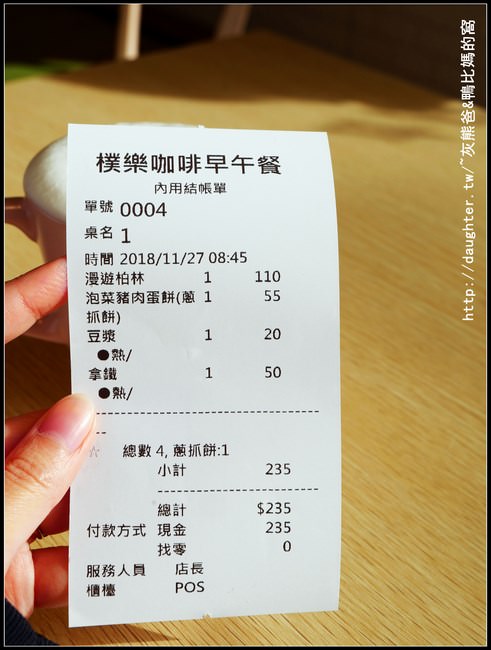 樸樂咖啡早午餐
內用結帳單
單號 0004
桌名 1
時間 2018/11/27 08:45
漫遊柏林 1 110
泡菜豬肉蛋餅(蔥 1 55
抓餅)
豆漿 1 20
●熱/
拿鐵 1 50
●熱/
--
☆ 總數 4, 蔥抓餅:1
小計 235
總計 $235
付款方式 現金 235
找零 0
服務人員 店長
櫃檯 POS
http://daughter.tw/~灰熊爸&鴨比媽的窩